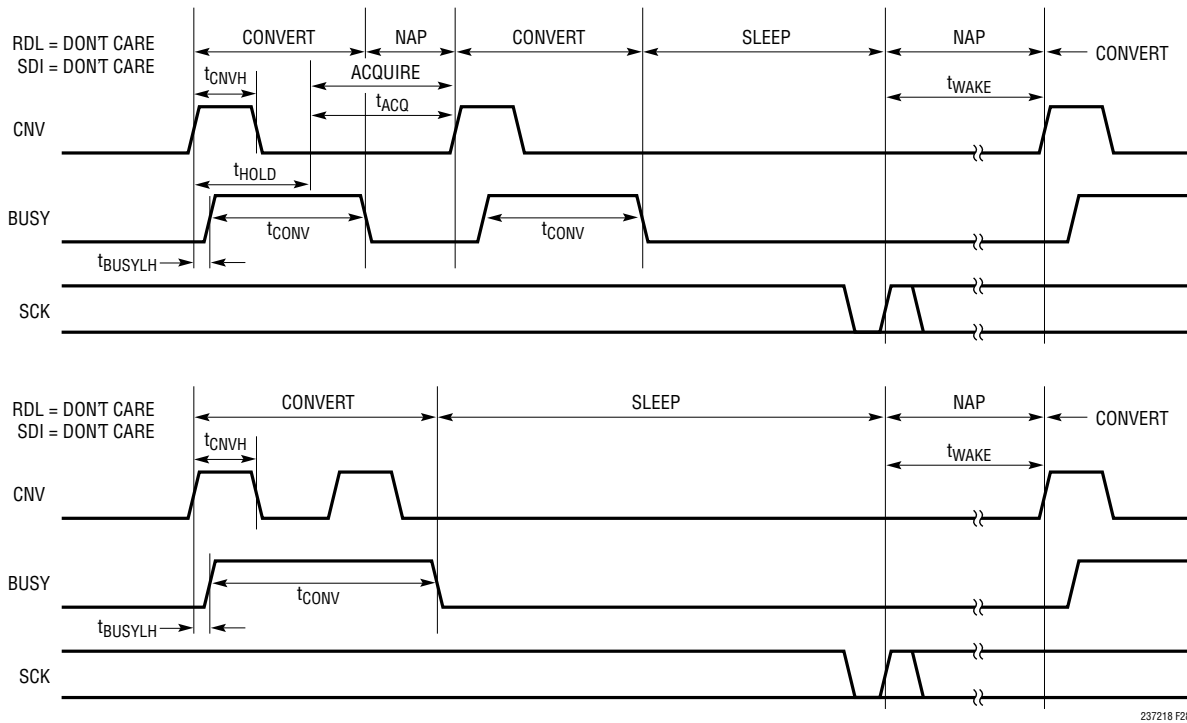 RDL = DON'T CARE
SDI = DON'T CARE
CONVERT
NAP
CONVERT
SLEEP
NAP
CONVERT
tCNVH
ACQUIRE
tACQ
tWAKE
CNV
tHOLD
BUSY
tCONV
tCONV
tBUSYLH
SCK
RDL = DON'T CARE
SDI = DON'T CARE
CONVERT
SLEEP
NAP
CONVERT
tCNVH
tWAKE
CNV
BUSY
tCONV
tBUSYLH
SCK